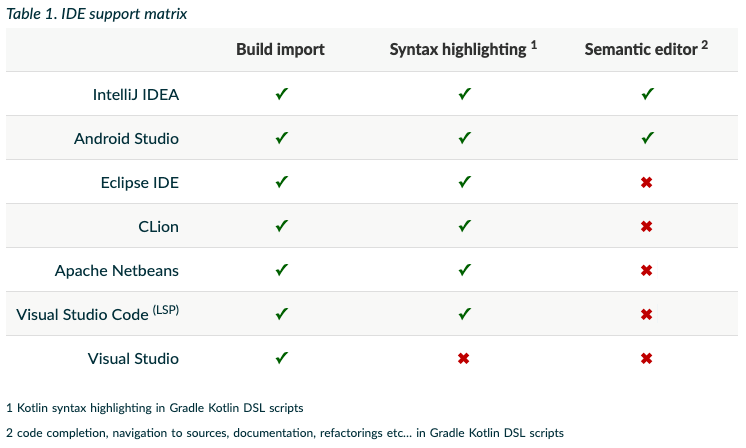 Table 1. IDE support matrix
Build import Syntax highlighting 1 Semantic editor 2
IntelliJ IDEA ✓ ✓ ✓
Android Studio ✓ ✓ ✓
Eclipse IDE ✓ ✓ ✖
CLion ✓ ✓ ✖
Apache Netbeans ✓ ✓ ✖
Visual Studio Code (LSP) ✓ ✓ ✖
Visual Studio ✓ ✖ ✖
1 Kotlin syntax highlighting in Gradle Kotlin DSL scripts
2 code completion, navigation to sources, documentation, refactorings etc... in Gradle Kotlin DSL scripts